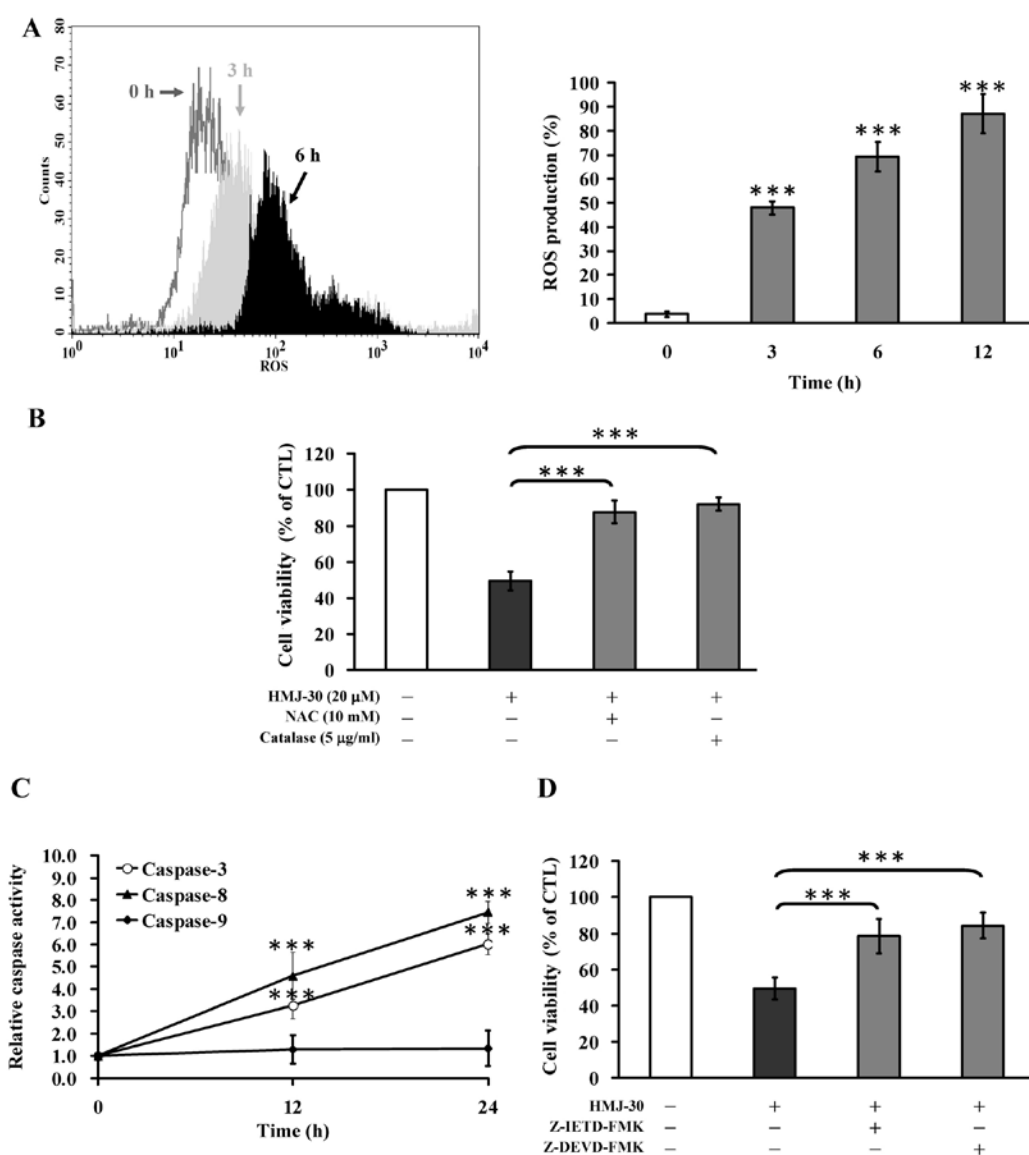 A
80
70
60
50
40
30
20
10
0
Counts
0 h
3 h
6 h
10^0 10^1 10^2 10^3 10^4
ROS
ROS production (%)
100
90
80
70
60
50
40
30
20
10
0
***
***
***
0 3 6 12
Time (h)
B
Cell viability (% of CTL)
120
100
80
60
40
20
0
***
***
HMJ-30 (20 μM) − + + +
NAC (10 mM) − − + −
Catalase (5 μg/ml) − − − +
C
Relative caspase activity
10.0
9.0
8.0
7.0
6.0
5.0
4.0
3.0
2.0
1.0
0.0
Caspase-3
Caspase-8
Caspase-9
***
***
***
***
0 12 24
Time (h)
D
Cell viability (% of CTL)
120
100
80
60
40
20
0
***
***
HMJ-30 − + + +
Z-IETD-FMK − − + −
Z-DEVD-FMK − − − +